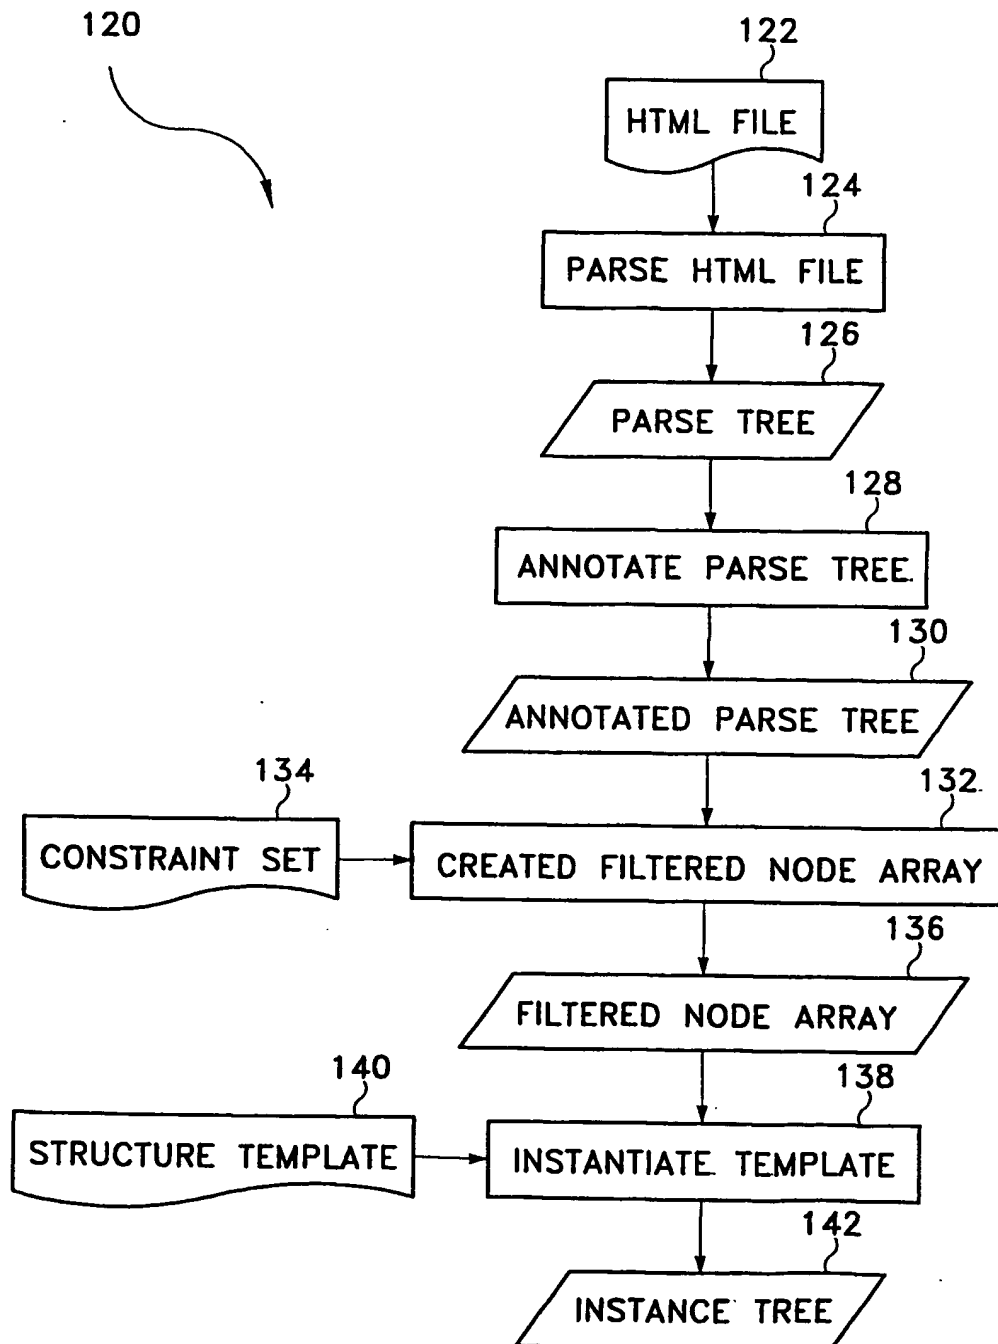 120
122
HTML FILE
124
PARSE HTML FILE
126
PARSE TREE
128
ANNOTATE PARSE TREE
130
ANNOTATED PARSE TREE
134
132
CONSTRAINT SET
CREATED FILTERED NODE ARRAY
136
FILTERED NODE ARRAY
140
138
STRUCTURE TEMPLATE
INSTANTIATE TEMPLATE
142
INSTANCE TREE